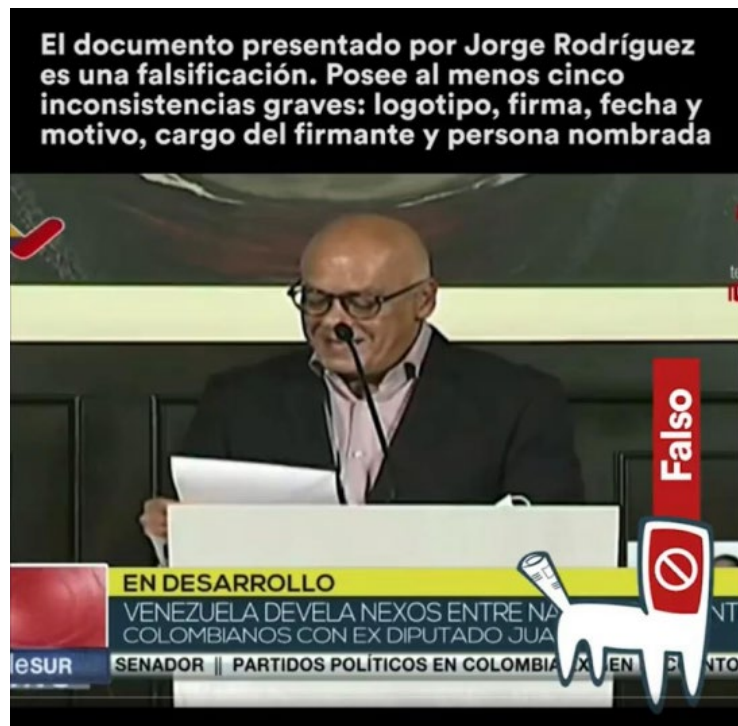 El documento presentado por Jorge Rodríguez
es una falsificación. Posee al menos cinco
inconsistencias graves: logotipo, firma, fecha y
motivo, cargo del firmante y persona nombrada
Falso
EN DESARROLLO
VENEZUELA DEVELA NEXOS ENTRE
COLOMBIANOS CON EX DIPUTADO
leSUR
SENADOR || PARTIDOS POLÍTICOS EN COLOMBIA